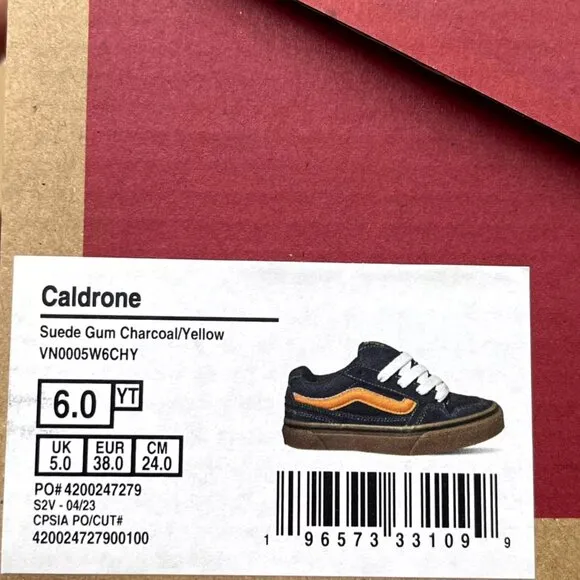 Caldrone
Suede Gum Charcoal/Yellow
VN0005W6CHY
6.0 YT
UK EUR CM
5.0 38.0 24.0
PO# 4200247279
S2V - 04/23
CPSIA PO/CUT#
420024727900100
1 96573 33109 9